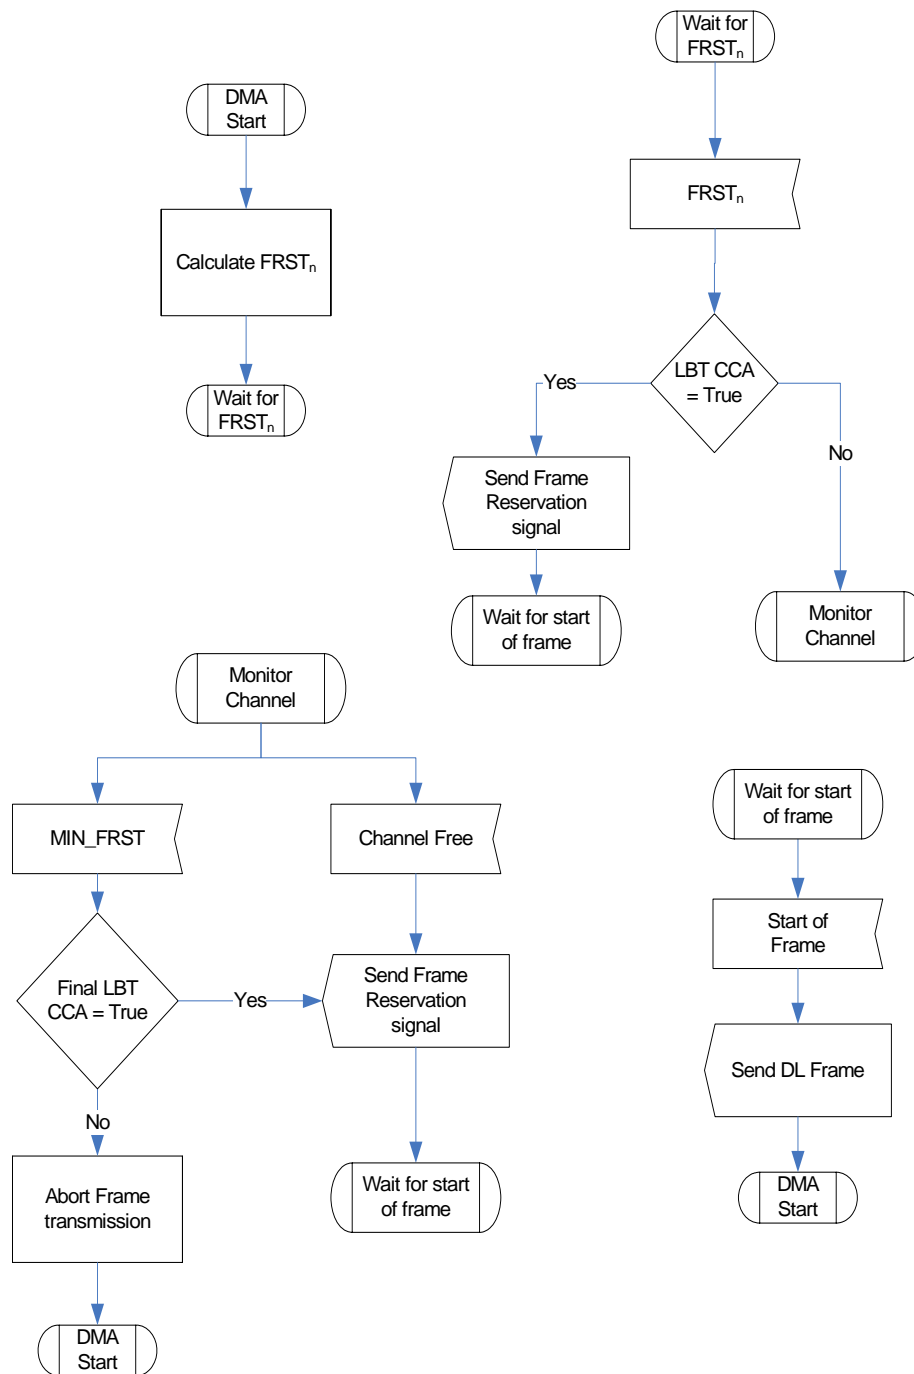 DMA
Start
Calculate FRSTₙ
Wait for
FRSTₙ
Wait for
FRSTₙ
FRSTₙ
LBT CCA
= True
Yes
No
Send Frame
Reservation
signal
Wait for start
of frame
Monitor
Channel
Monitor
Channel
MIN_FRST
Channel Free
Final LBT
CCA = True
Yes
Send Frame
Reservation
signal
No
Abort Frame
transmission
Wait for start
of frame
DMA
Start
Wait for start
of frame
Start of
Frame
Send DL Frame
DMA
Start